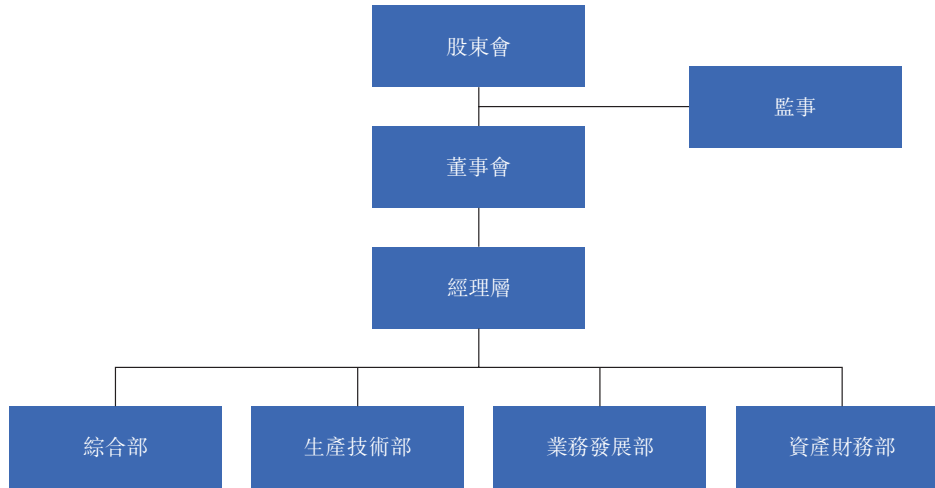 股東會
監事
董事會
經理層
綜合部
生產技術部
業務發展部
資產財務部